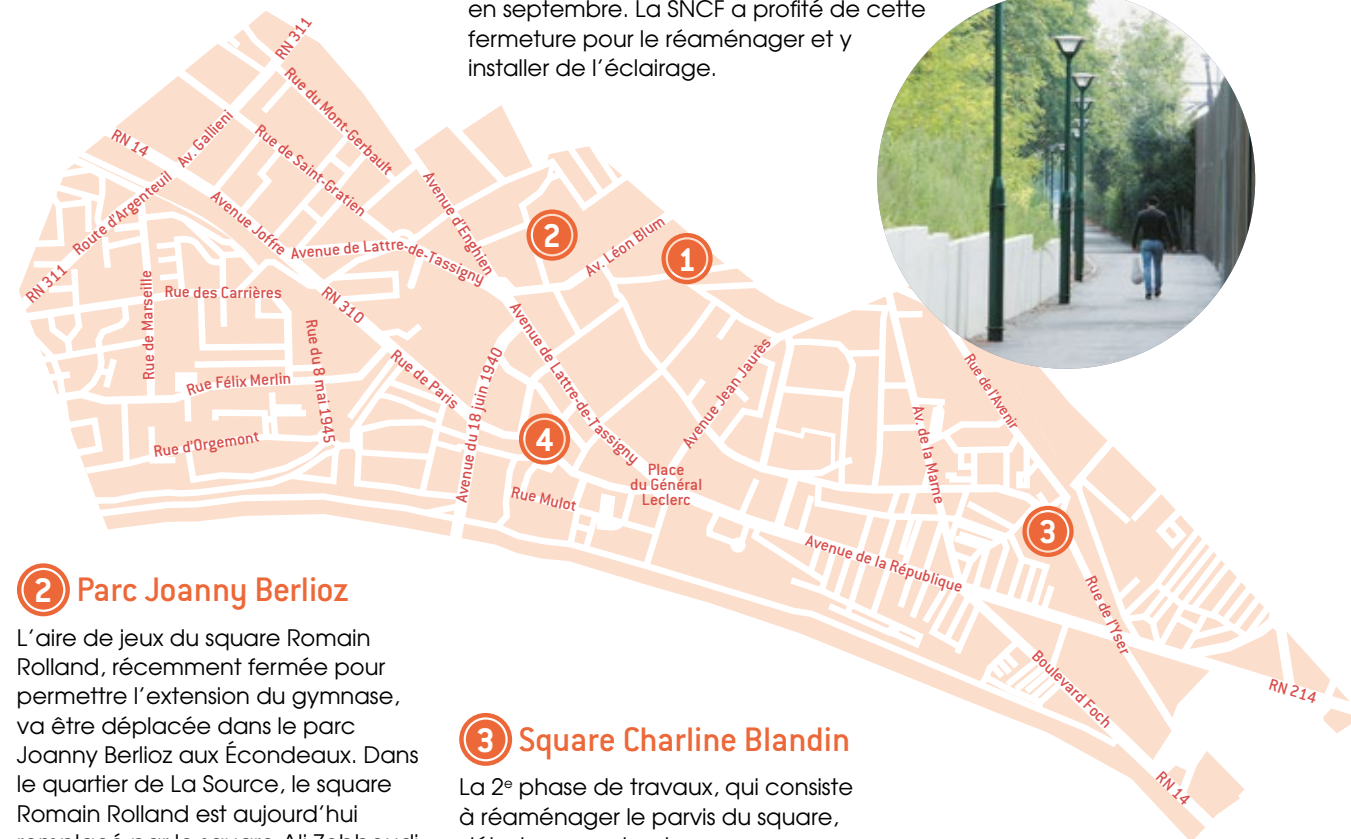 en septembre. La SNCF a profité de cette
fermeture pour le réaménager et y
installer de l'éclairage.
RN 311
Rue du Mont-Gerbault
RN 14
Av. Gallieni
Rue de Saint-Gratien
Route d'Argenteuil
Avenue Joffre
Avenue d'Enghien
Avenue de Lattre-de-Tassigny
2
Av. Léon Blum
1
RN 311
Rue de Marseille
Rue des Carrières
RN 310
Rue du 8 mai 1945
Rue Félix Merlin
Rue de Paris
Avenue du 18 juin 1940
Avenue de Lattre-de-Tassigny
Avenue Jean Jaurès
Rue de l'Avenir
Rue d'Orgemont
4
Av. de la Marne
Place
du Général
Leclerc
Rue Mulot
3
Avenue de la République
Rue de l'Yser
Boulevard Foch
RN 214
RN 14
2 Parc Joanny Berlioz
L'aire de jeux du square Romain
Rolland, récemment fermée pour
permettre l'extension du gymnase,
va être déplacée dans le parc
Joanny Berlioz aux Écondeaux. Dans
le quartier de La Source, le square
Romain Rolland est aujourd'hui
3 Square Charline Blandin
La 2e phase de travaux, qui consiste
à réaménager le parvis du square,